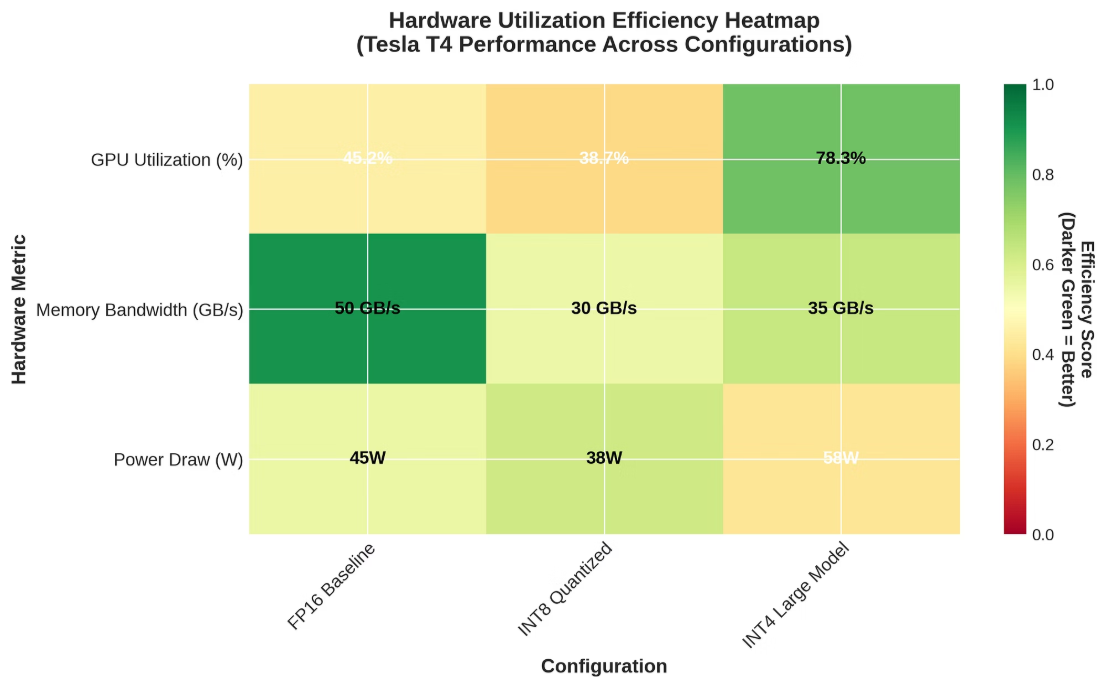 Hardware Utilization Efficiency Heatmap
(Tesla T4 Performance Across Configurations)
Hardware Metric
GPU Utilization (%)
45.2%
38.7%
78.3%
Memory Bandwidth (GB/s)
50 GB/s
30 GB/s
35 GB/s
Power Draw (W)
45W
38W
58W
FP16 Baseline
INT8 Quantized
INT4 Large Model
Configuration
1.0
0.8
0.6
0.4
0.2
0.0
Efficiency Score
(Darker Green = Better)